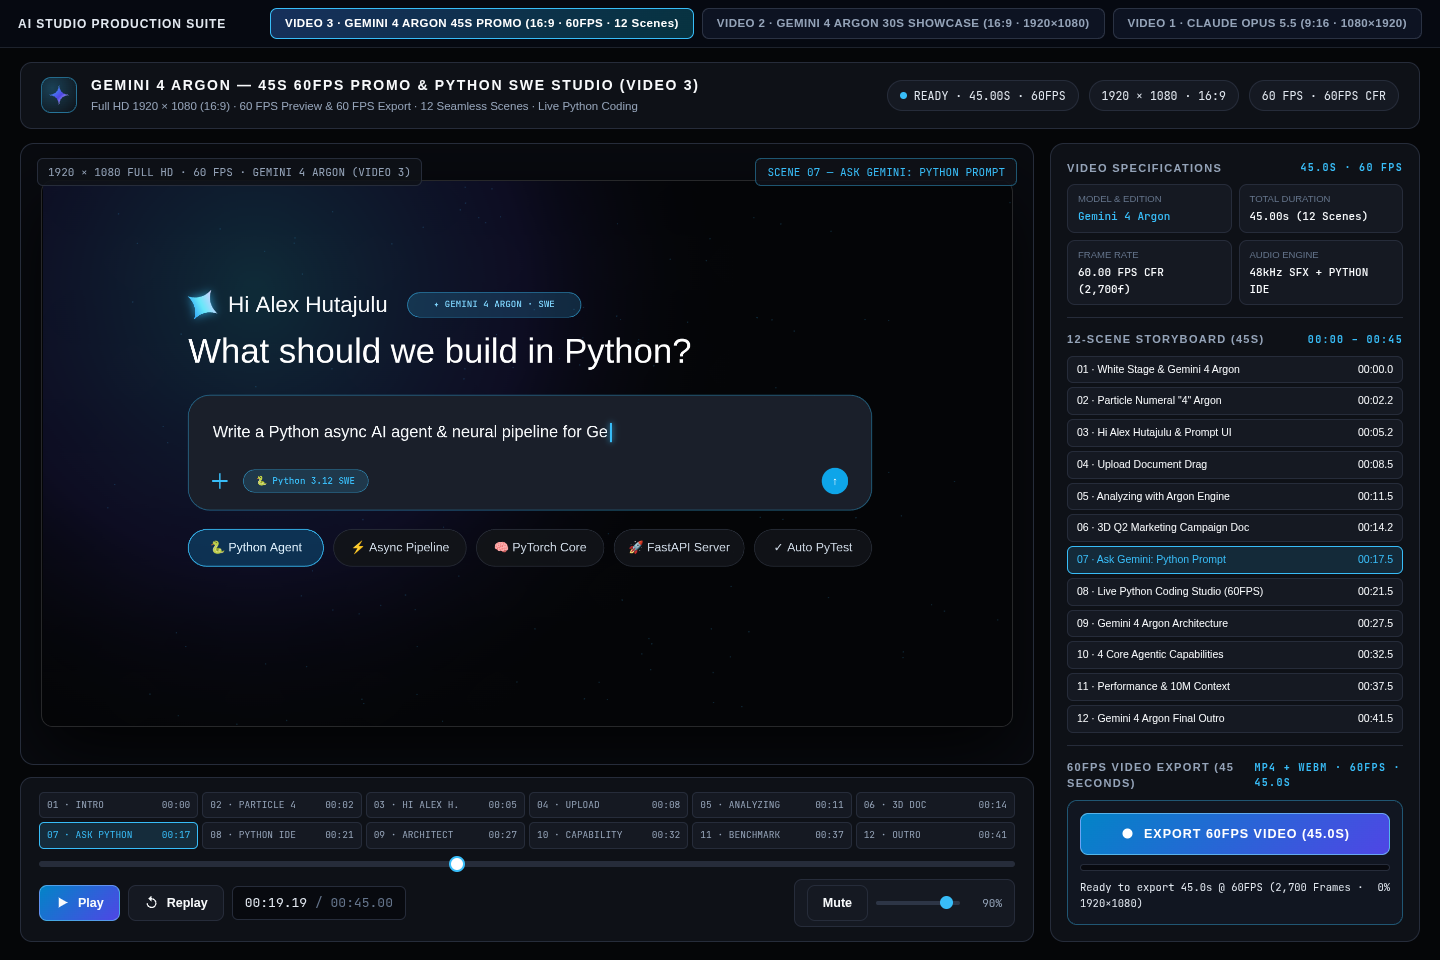 AI STUDIO PRODUCTION SUITE
VIDEO 3 · GEMINI 4 ARGON 45S PROMO (16:9 · 60FPS · 12 Scenes)
VIDEO 2 · GEMINI 4 ARGON 30S SHOWCASE (16:9 · 1920×1080)
VIDEO 1 · CLAUDE OPUS 5.5 (9:16 · 1080×1920)
GEMINI 4 ARGON — 45S 60FPS PROMO & PYTHON SWE STUDIO (VIDEO 3)
Full HD 1920 × 1080 (16:9) · 60 FPS Preview & 60 FPS Export · 12 Seamless Scenes · Live Python Coding
READY · 45.00S · 60FPS
1920 × 1080 · 16:9
60 FPS · 60FPS CFR
1920 × 1080 FULL HD · 60 FPS · GEMINI 4 ARGON (VIDEO 3)
SCENE 07 — ASK GEMINI: PYTHON PROMPT
Hi Alex Hutajulu
✦ GEMINI 4 ARGON · SWE
What should we build in Python?
Write a Python async AI agent & neural pipeline for Ge
🐍 Python 3.12 SWE
↑
🐍 Python Agent
⚡ Async Pipeline
🧠 PyTorch Core
🚀 FastAPI Server
✓ Auto PyTest
01 · INTRO 00:00
02 · PARTICLE 4 00:02
03 · HI ALEX H. 00:05
04 · UPLOAD 00:08
05 · ANALYZING 00:11
06 · 3D DOC 00:14
07 · ASK PYTHON 00:17
08 · PYTHON IDE 00:21
09 · ARCHITECT 00:27
10 · CAPABILITY 00:32
11 · BENCHMARK 00:37
12 · OUTRO 00:41
Play
Replay
00:19.19 / 00:45.00
Mute
90%
VIDEO SPECIFICATIONS
45.0S · 60 FPS
MODEL & EDITION
Gemini 4 Argon
TOTAL DURATION
45.00s (12 Scenes)
FRAME RATE
60.00 FPS CFR
(2,700f)
AUDIO ENGINE
48kHz SFX + PYTHON
IDE
12-SCENE STORYBOARD (45S)
00:00 – 00:45
01 · White Stage & Gemini 4 Argon 00:00.0
02 · Particle Numeral "4" Argon 00:02.2
03 · Hi Alex Hutajulu & Prompt UI 00:05.2
04 · Upload Document Drag 00:08.5
05 · Analyzing with Argon Engine 00:11.5
06 · 3D Q2 Marketing Campaign Doc 00:14.2
07 · Ask Gemini: Python Prompt 00:17.5
08 · Live Python Coding Studio (60FPS) 00:21.5
09 · Gemini 4 Argon Architecture 00:27.5
10 · 4 Core Agentic Capabilities 00:32.5
11 · Performance & 10M Context 00:37.5
12 · Gemini 4 Argon Final Outro 00:41.5
60FPS VIDEO EXPORT (45
SECONDS)
MP4 + WEBM · 60FPS ·
45.0S
EXPORT 60FPS VIDEO (45.0S)
Ready to export 45.0s @ 60FPS (2,700 Frames ·
1920×1080)
0%